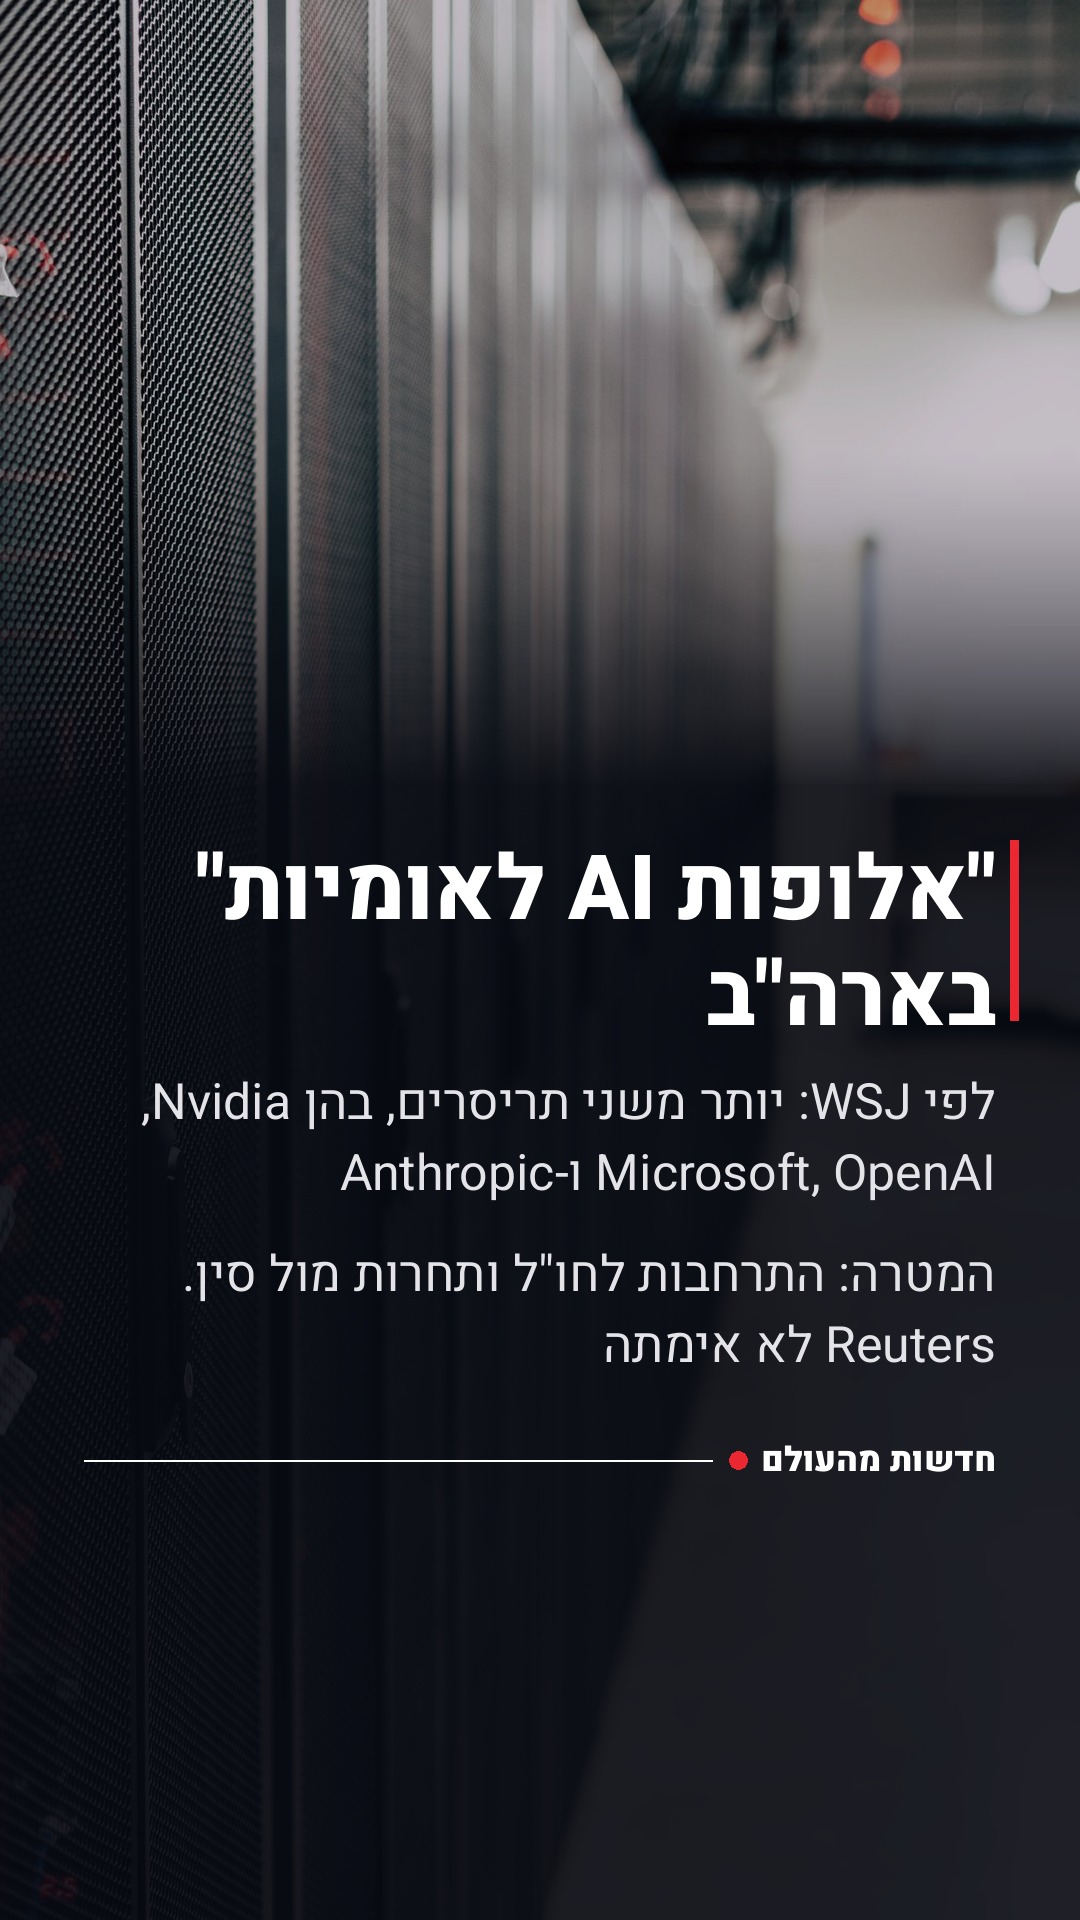 "אלופות AI לאומיות"
בארה"ב
לפי WSJ: יותר משני תריסרים, בהן Nvidia,
Microsoft, OpenAI ו-Anthropic
המטרה: התרחבות לחו"ל ותחרות מול סין.
Reuters לא אימתה
חדשות מהעולם